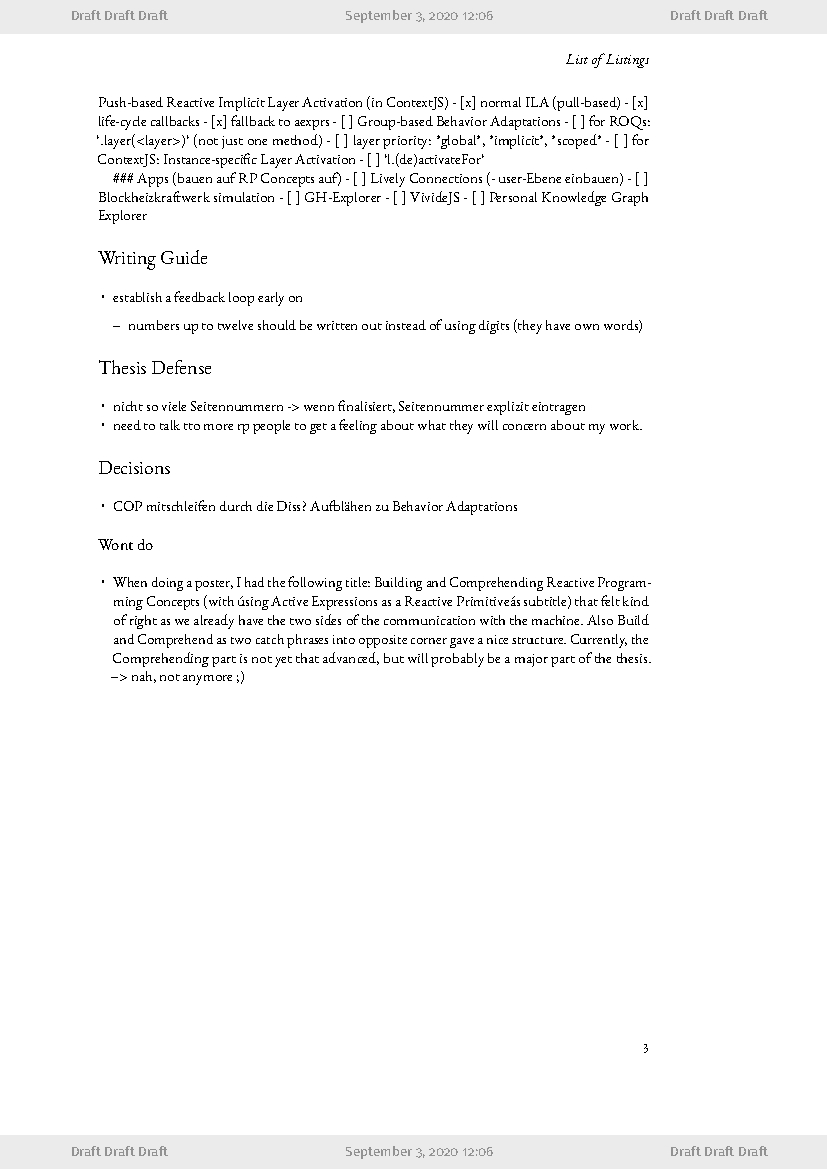 Draft Draft Draft September 3, 2020 12:06 Draft Draft Draft
List of Listings
Push-based Reactive Implicit Layer Activation (in ContextJS) - [x] normal ILA (pull-based) - [x]
life-cycle callbacks - [x] fallback to aexprs - [ ] Group-based Behavior Adaptations - [ ] for ROQs:
‘.layer(<layer>)‘ (not just one method) - [ ] layer priority: *global*, *implicit*, *scoped* - [ ] for
ContextJS: Instance-specific Layer Activation - [ ] ‘l.(de)activateFor‘
### Apps (bauen auf RP Concepts auf) - [ ] Lively Connections (- user-Ebene einbauen) - [ ]
Blockheizkraftwerk simulation - [ ] GH-Explorer - [ ] VivideJS - [ ] Personal Knowledge Graph
Explorer
Writing Guide
• establish a feedback loop early on
– numbers up to twelve should be written out instead of using digits (they have own words)
Thesis Defense
• nicht so viele Seitennummern -> wenn finalisiert, Seitennummer explizit eintragen
• need to talk tto more rp people to get a feeling about what they will concern about my work.
Decisions
• COP mitschleifen durch die Diss? Aufblähen zu Behavior Adaptations
Wont do
• When doing a poster, I had the following title: Building and Comprehending Reactive Program-
ming Concepts (with úsing Active Expressions as a Reactive Primitiveás subtitle) that felt kind
of right as we already have the two sides of the communication with the machine. Also Build
and Comprehend as two catch phrases into opposite corner gave a nice structure. Currently, the
Comprehending part is not yet that advanced, but will probably be a major part of the thesis.
–> nah, not anymore ;)
3
Draft Draft Draft September 3, 2020 12:06 Draft Draft Draft